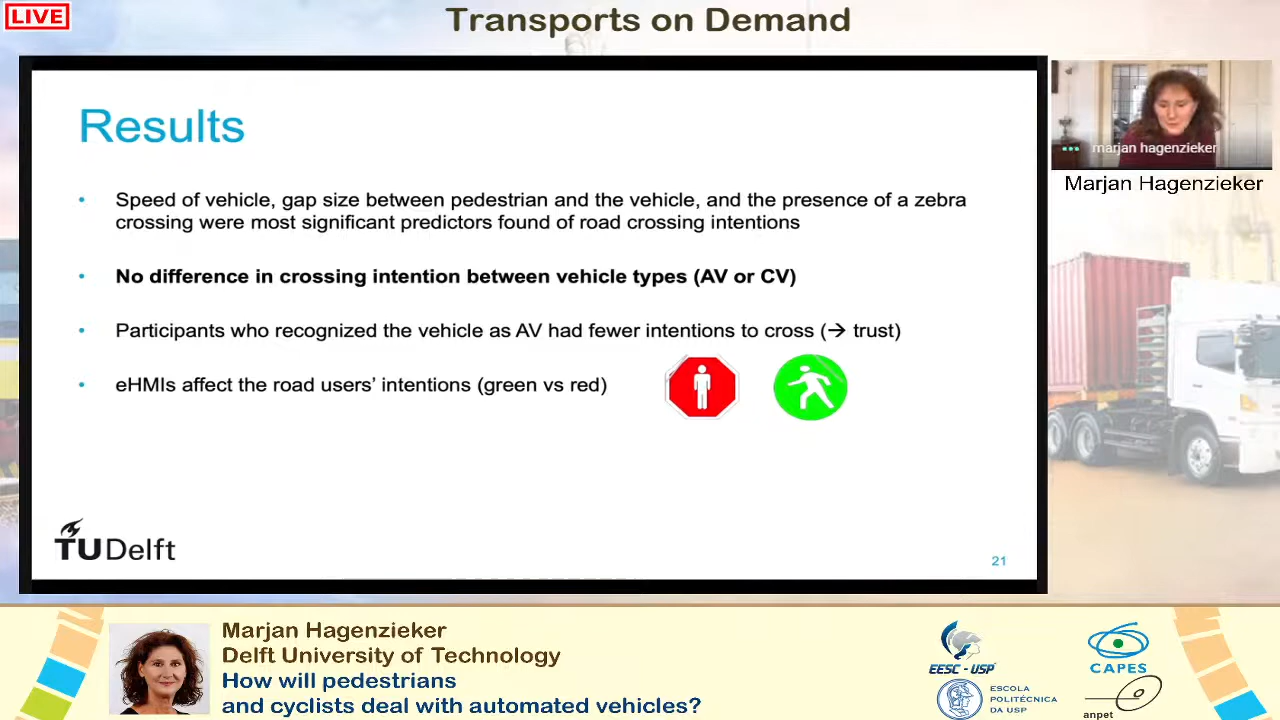 LIVE
Transports on Demand
Results
• Speed of vehicle, gap size between pedestrian and the vehicle, and the presence of a zebra
crossing were most significant predictors found of road crossing intentions
• No difference in crossing intention between vehicle types (AV or CV)
• Participants who recognized the vehicle as AV had fewer intentions to cross (→ trust)
• eHMIs affect the road users' intentions (green vs red)
TUDelft
21
marjan hagenzieker
Marjan Hagenzieker
Marjan Hagenzieker
Delft University of Technology
How will pedestrians
and cyclists deal with automated vehicles?
EESC - USP
CAPES
ESCOLA
POLITÉCNICA
DA USP
anpet